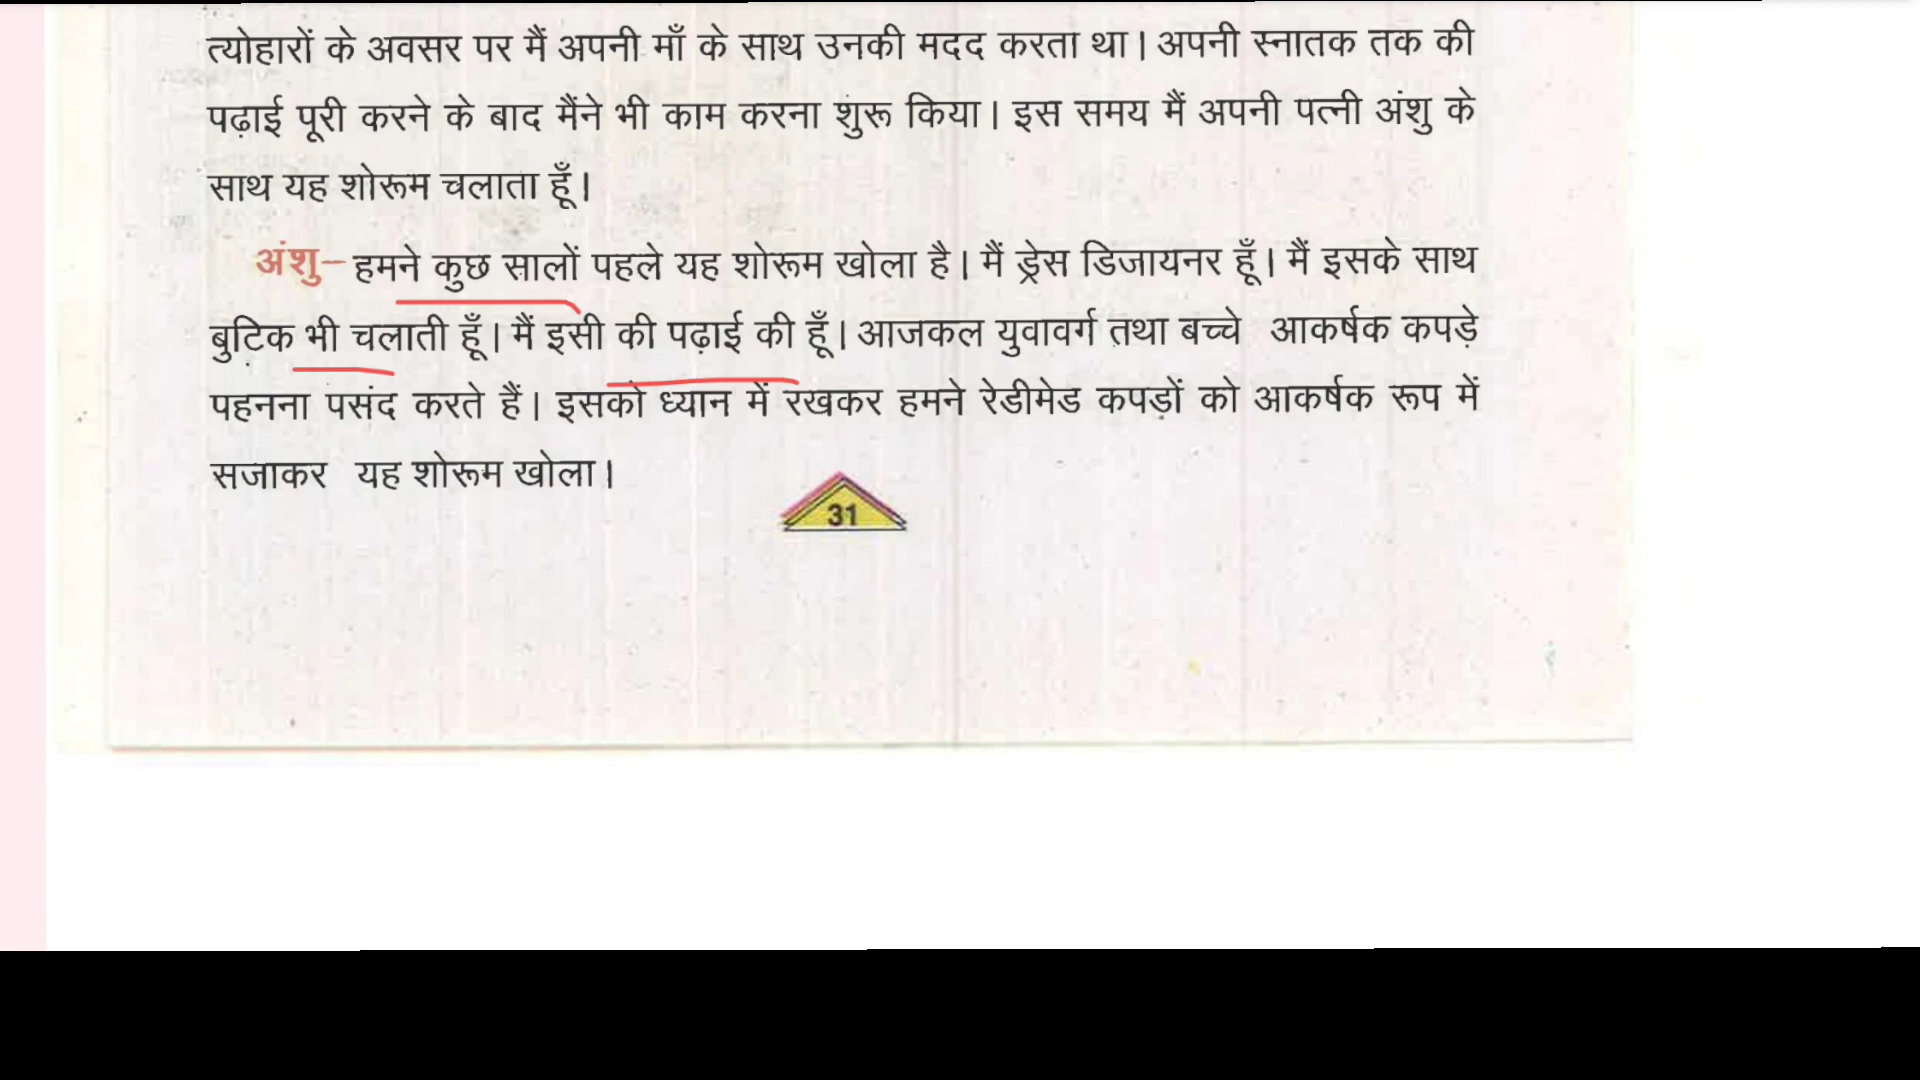 त्योहारों के अवसर पर मैं अपनी माँ के साथ उनकी मदद करता था। अपनी स्नातक तक की
पढ़ाई पूरी करने के बाद मैंने भी काम करना शुरू किया। इस समय मैं अपनी पत्नी अंशु के
साथ यह शोरूम चलाता हूँ।
अंशु– हमने कुछ सालों पहले यह शोरूम खोला है। मैं ड्रेस डिजायनर हूँ। मैं इसके साथ
बुटिक भी चलाती हूँ। मैं इसी की पढ़ाई की हूँ। आजकल युवावर्ग तथा बच्चे आकर्षक कपड़े
पहनना पसंद करते हैं। इसको ध्यान में रखकर हमने रेडीमेड कपड़ों को आकर्षक रूप में
सजाकर यह शोरूम खोला।
31